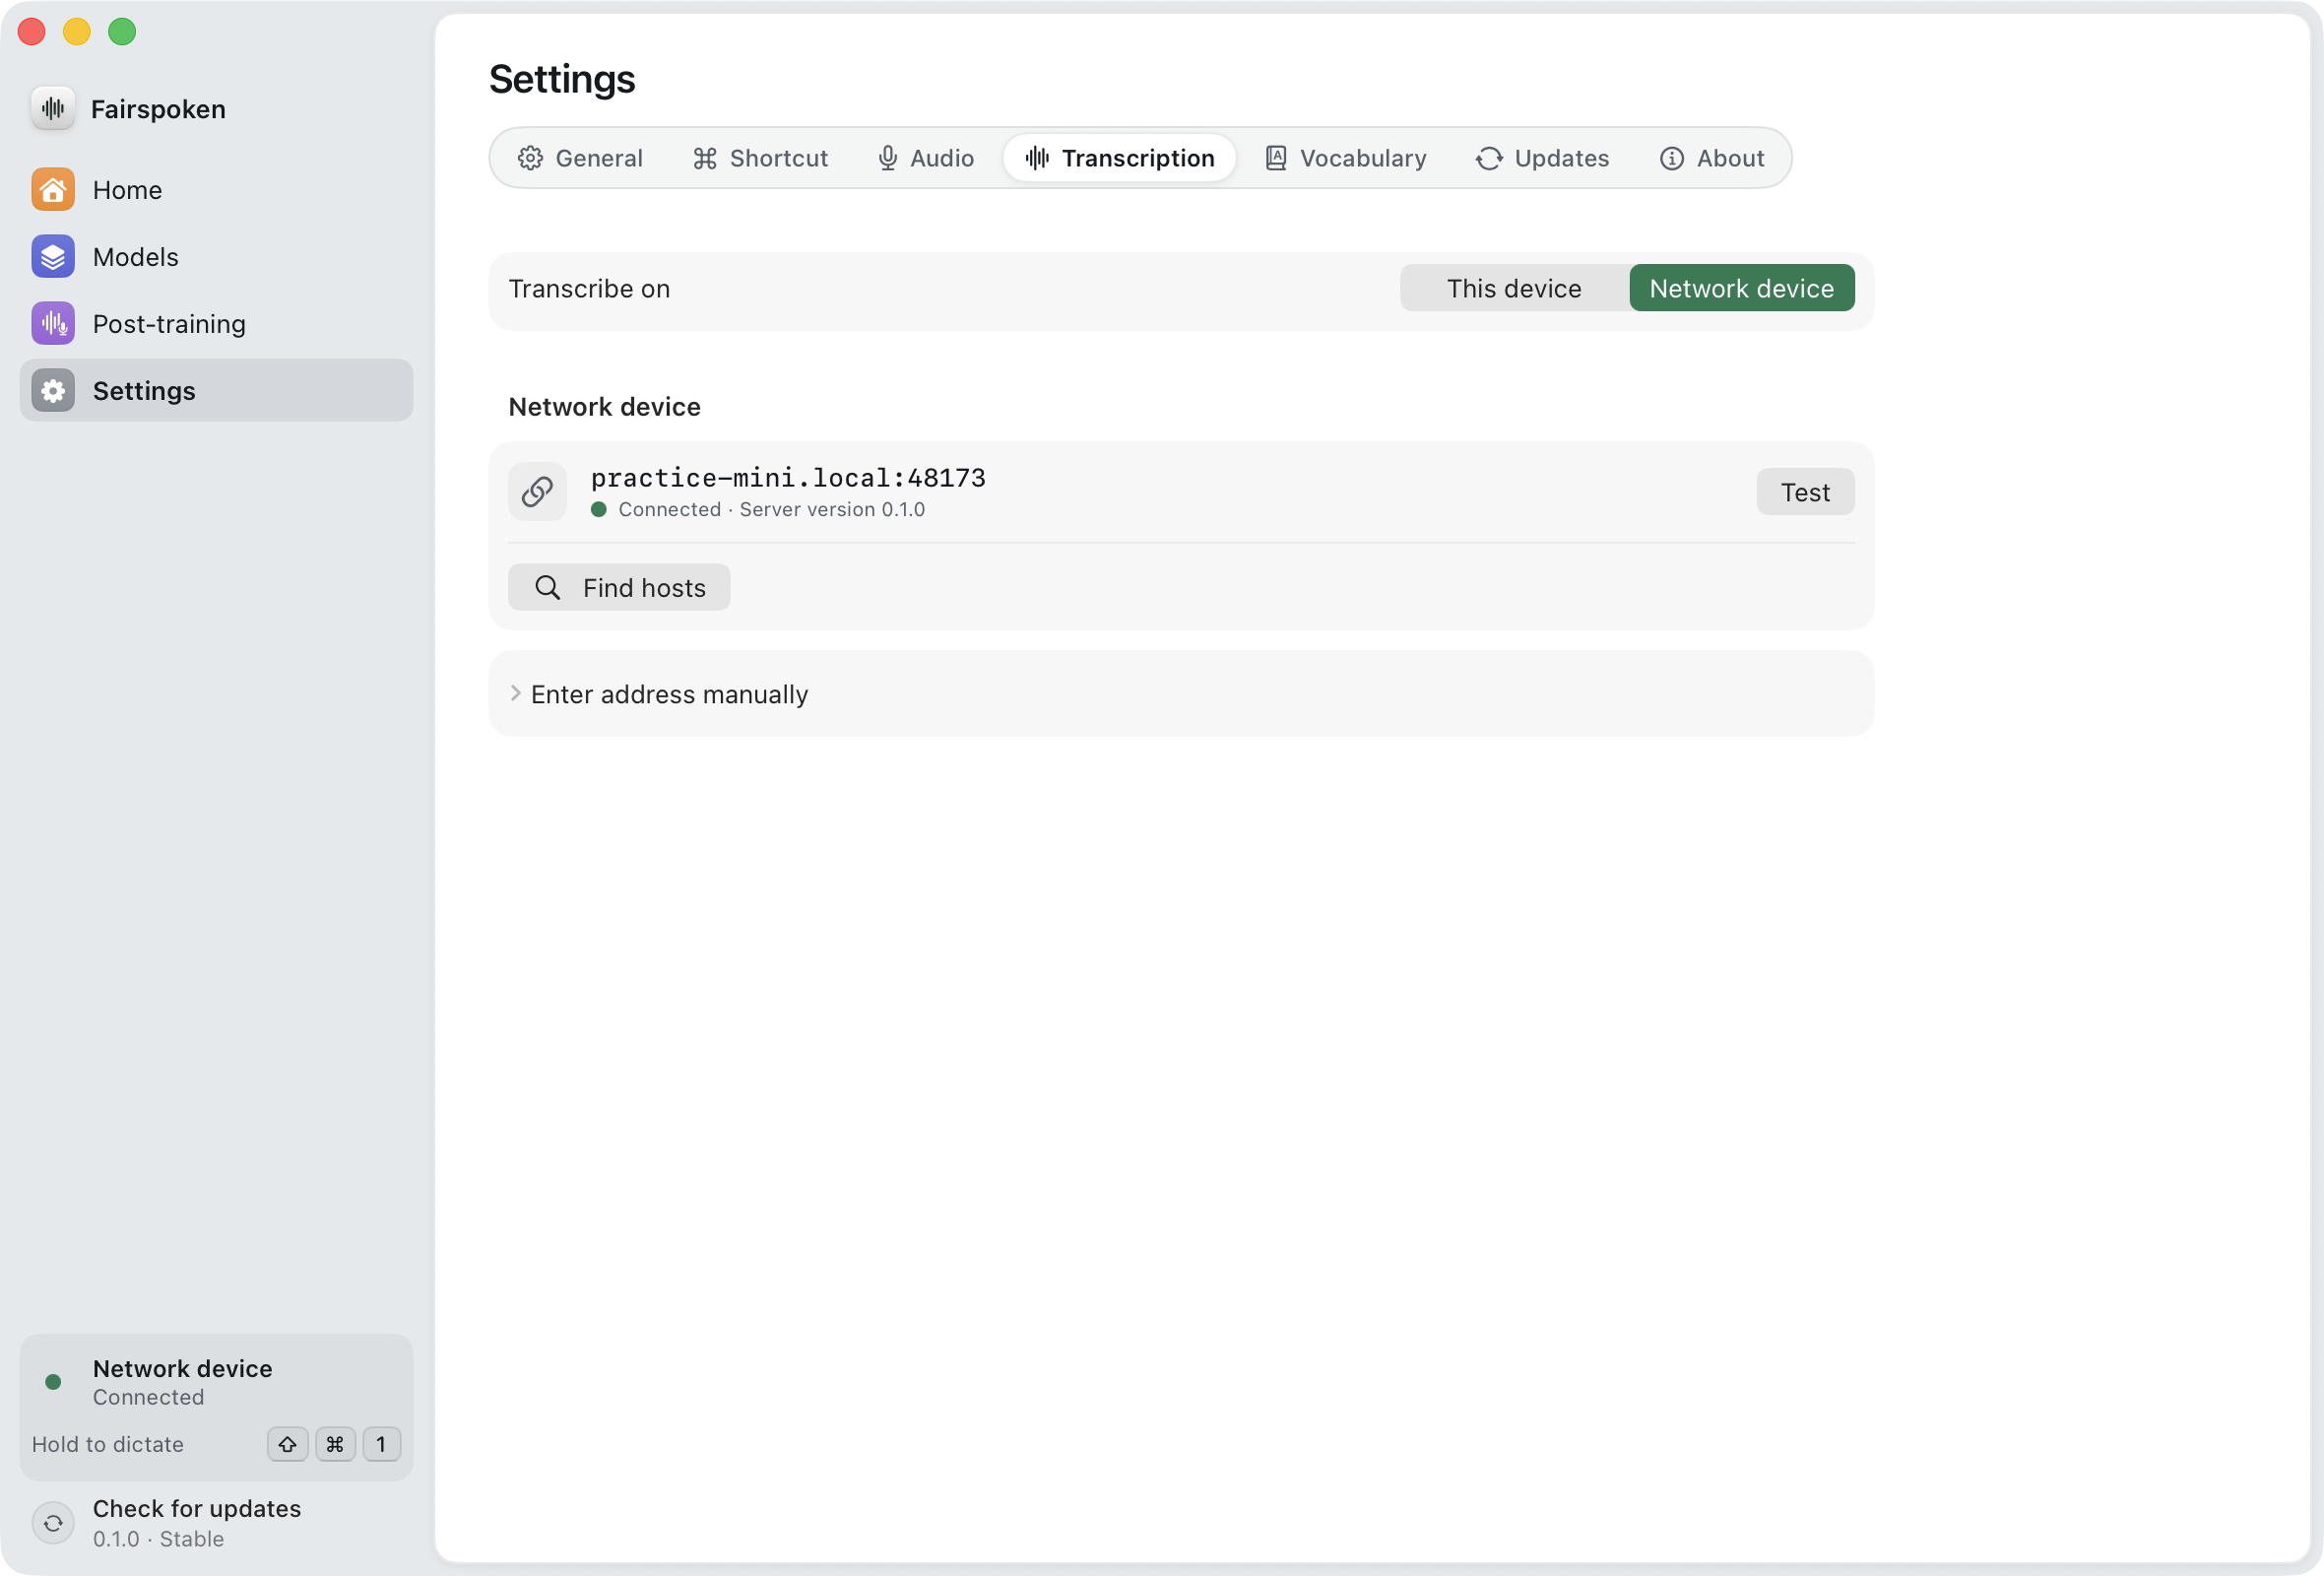 Fairspoken
Home
Models
Post-training
Settings
Network device
Connected
Hold to dictate ⇧ ⌘ 1
Check for updates
0.1.0 · Stable
Settings
General Shortcut Audio Transcription Vocabulary Updates About
Transcribe on This device Network device
Network device
practice-mini.local:48173
Connected · Server version 0.1.0
Test
Find hosts
Enter address manually